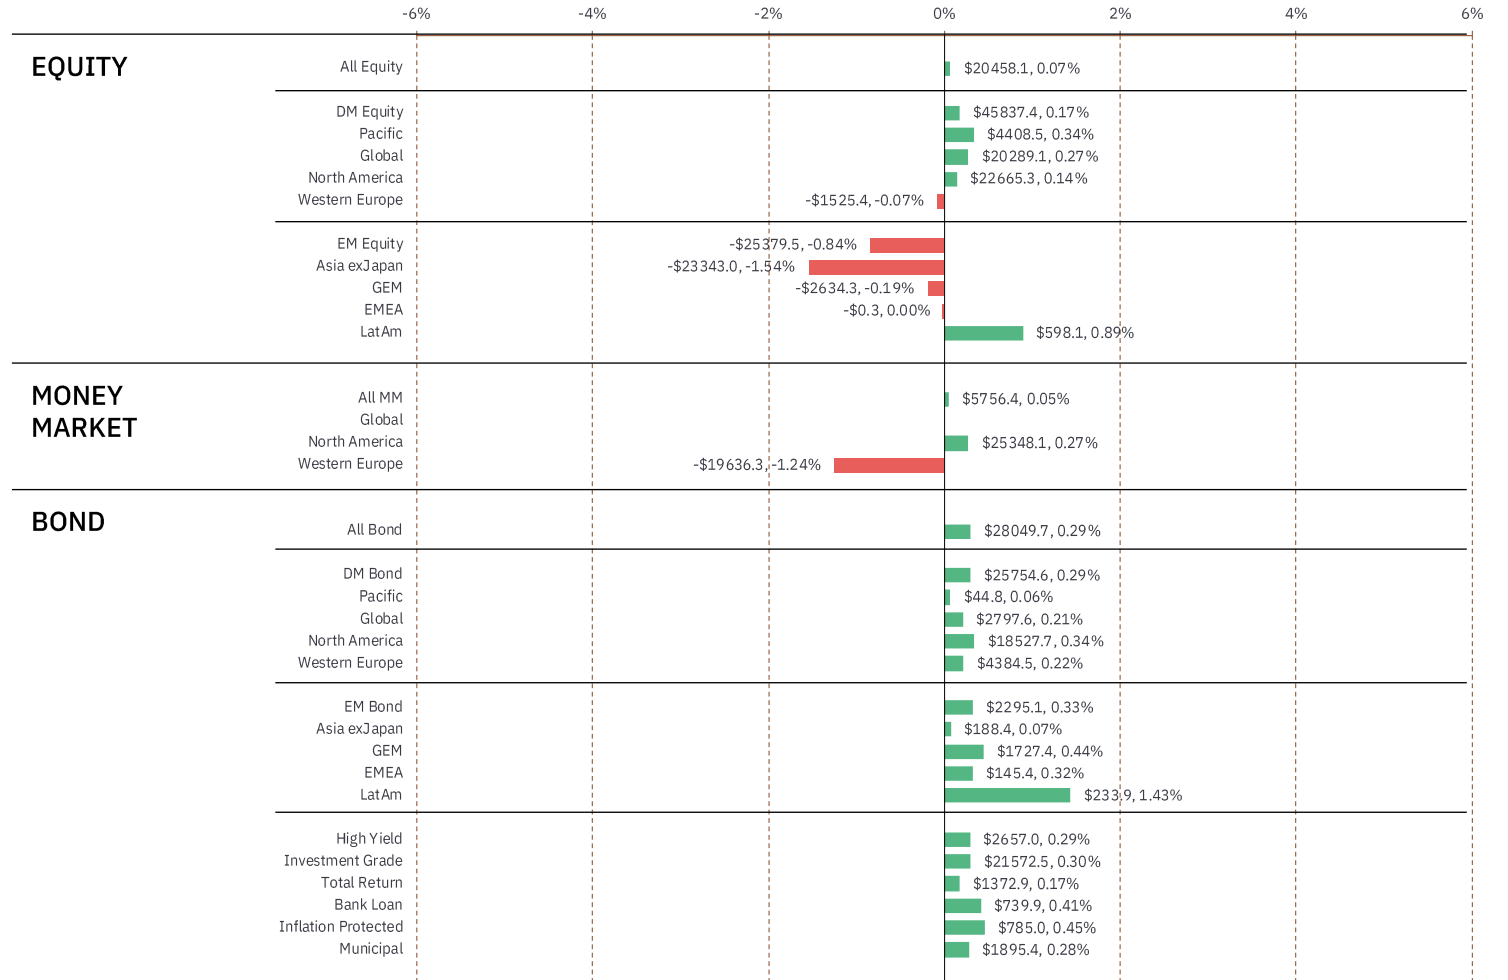 -6% -4% -2% 0% 2% 4% 6%
EQUITY
All Equity $20458.1, 0.07%
DM Equity $45837.4, 0.17%
Pacific $4408.5, 0.34%
Global $20289.1, 0.27%
North America $22665.3, 0.14%
Western Europe -$1525.4, -0.07%
EM Equity -$25379.5, -0.84%
Asia exJapan -$23343.0, -1.54%
GEM -$2634.3, -0.19%
EMEA -$0.3, 0.00%
LatAm $598.1, 0.89%
MONEY
MARKET
All MM $5756.4, 0.05%
Global
North America $25348.1, 0.27%
Western Europe -$19636.3, -1.24%
BOND
All Bond $28049.7, 0.29%
DM Bond $25754.6, 0.29%
Pacific $44.8, 0.06%
Global $2797.6, 0.21%
North America $18527.7, 0.34%
Western Europe $4384.5, 0.22%
EM Bond $2295.1, 0.33%
Asia exJapan $188.4, 0.07%
GEM $1727.4, 0.44%
EMEA $145.4, 0.32%
LatAm $233.9, 1.43%
High Yield $2657.0, 0.29%
Investment Grade $21572.5, 0.30%
Total Return $1372.9, 0.17%
Bank Loan $739.9, 0.41%
Inflation Protected $785.0, 0.45%
Municipal $1895.4, 0.28%